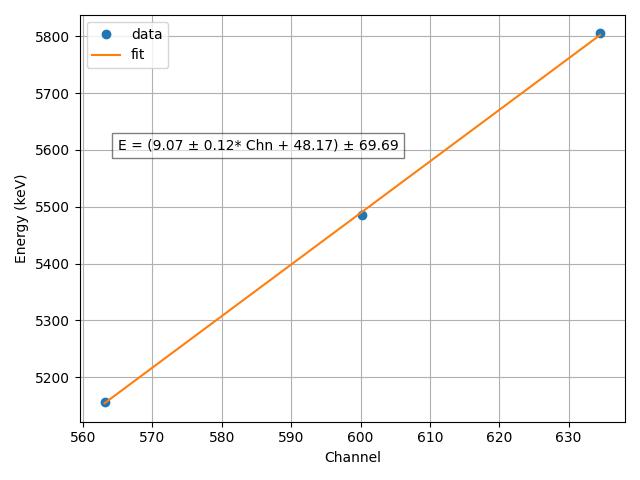 data
fit
E = (9.07 ± 0.12* Chn + 48.17) ± 69.69
5800
5700
5600
5500
5400
5300
5200
Energy (keV)
560 570 580 590 600 610 620 630
Channel